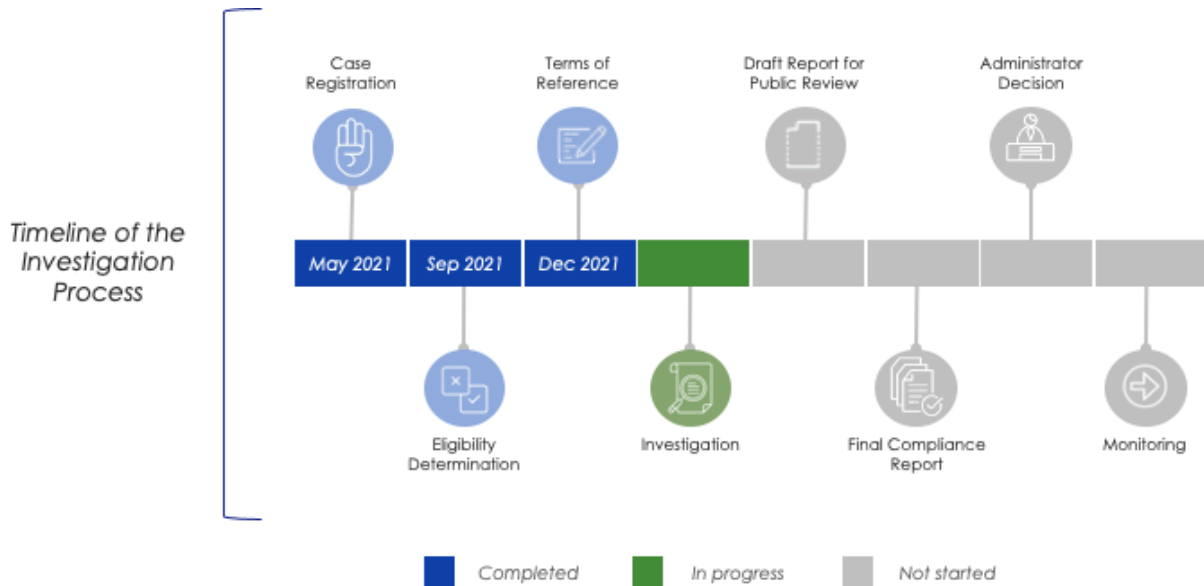 Case
Registration
Terms of
Reference
Draft Report for
Public Review
Administrator
Decision
Timeline of the
Investigation
Process
May 2021
Sep 2021
Dec 2021
Eligibility
Determination
Investigation
Final Compliance
Report
Monitoring
Completed
In progress
Not started